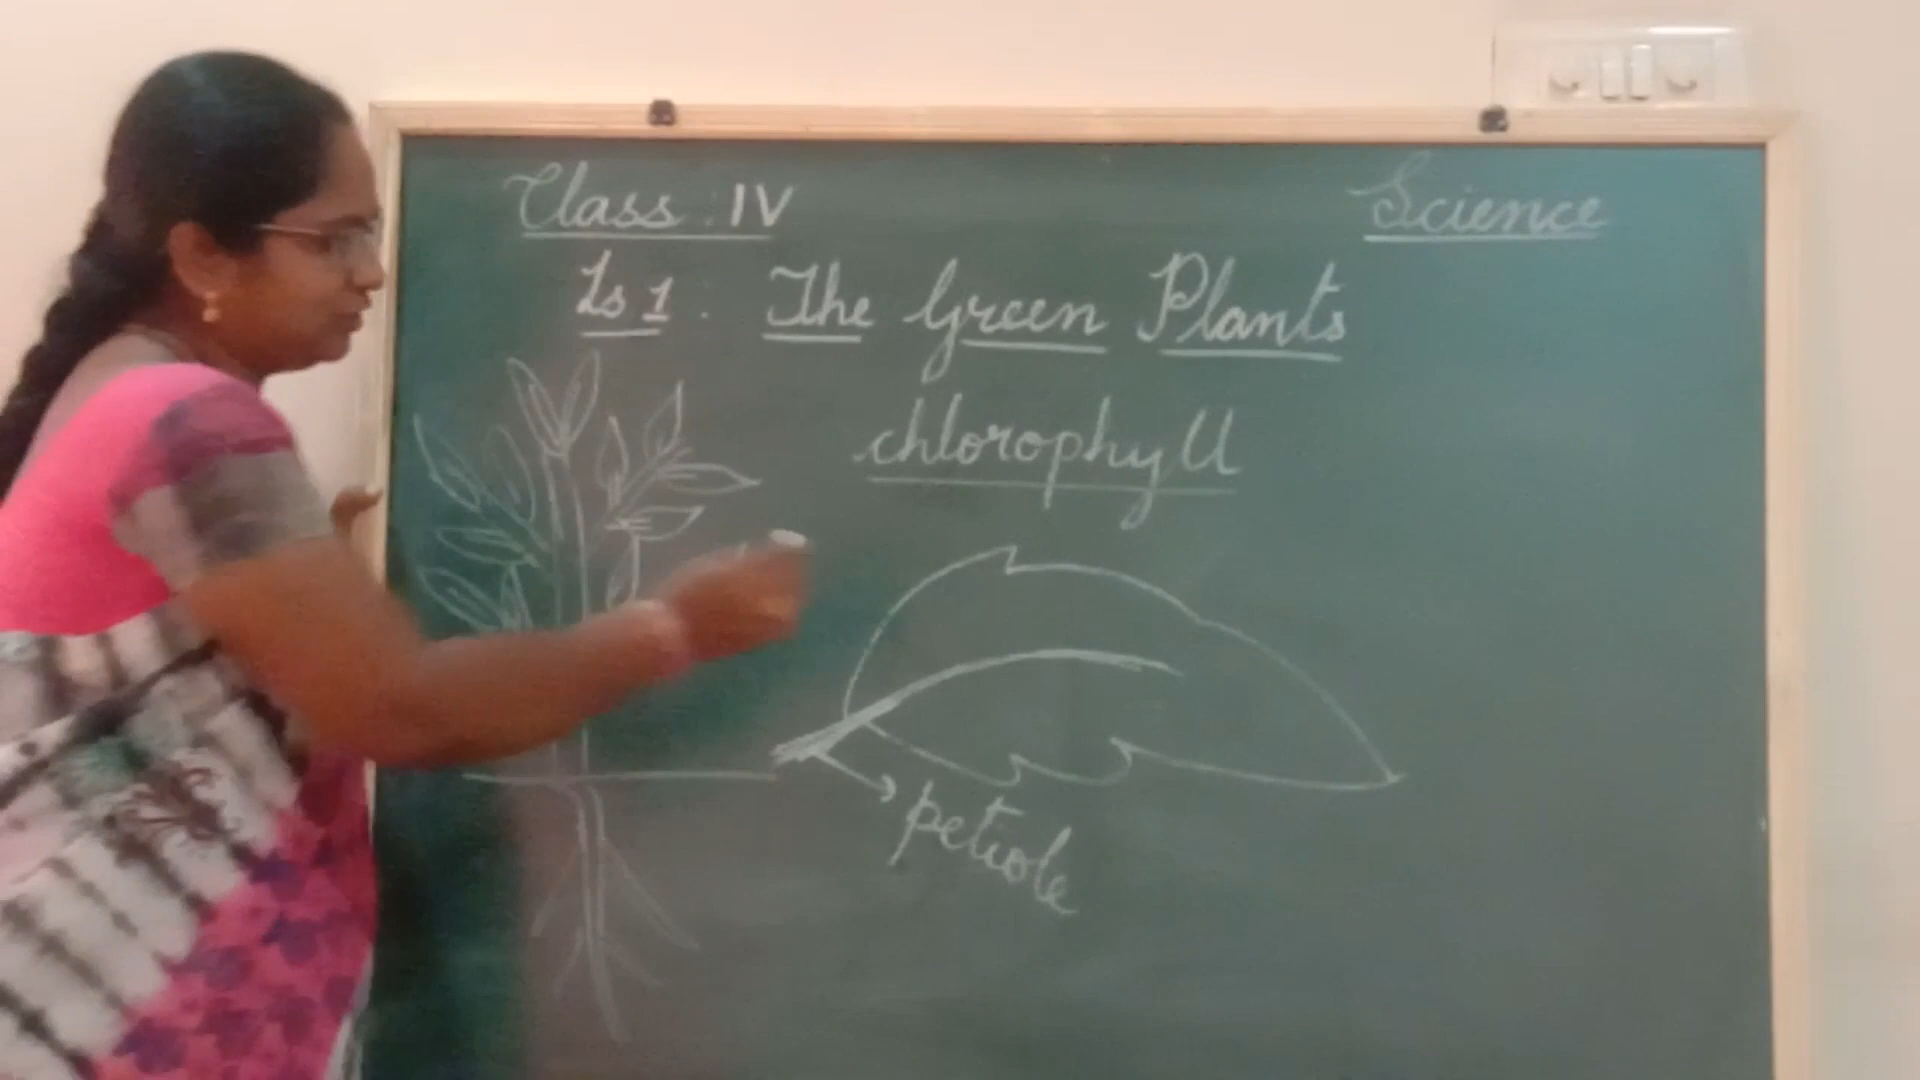 Class : IV
Science
Ls 1. The Green Plants
chlorophyll
petiole